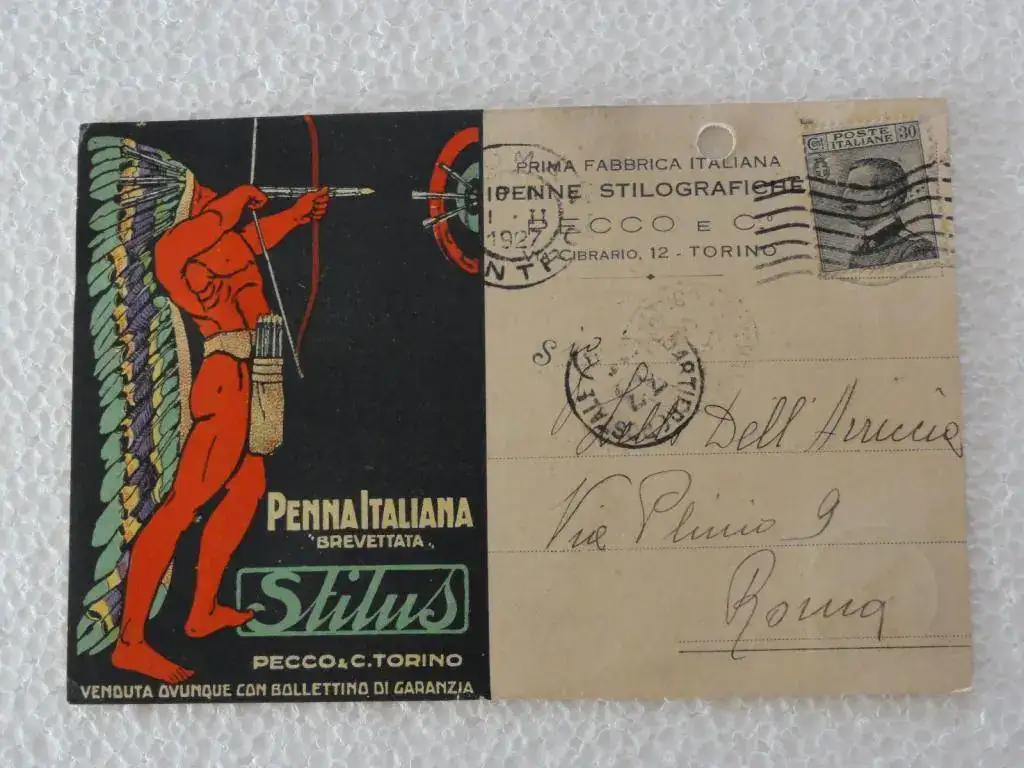 PENNA ITALIANA
"BREVETTATA"
Stilus
PECCO & C. TORINO
VENDUTA OVUNQUE CON BOLLETTINO DI GARANZIA
PRIMA FABBRICA ITALIANA
PENNE STILOGRAFICHE
PECCO E C.
VIA CIBRARIO, 12 - TORINO
POSTE
ITALIANE
30
1927
Dell'Ariccia
Via Plinio 9
Roma